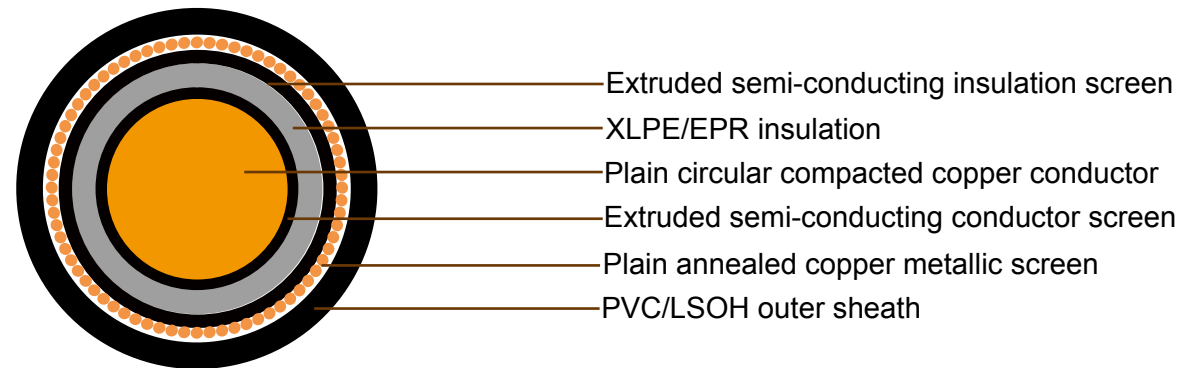 Extruded semi-conducting insulation screen
XLPE/EPR insulation
Plain circular compacted copper conductor
Extruded semi-conducting conductor screen
Plain annealed copper metallic screen
PVC/LSOH outer sheath